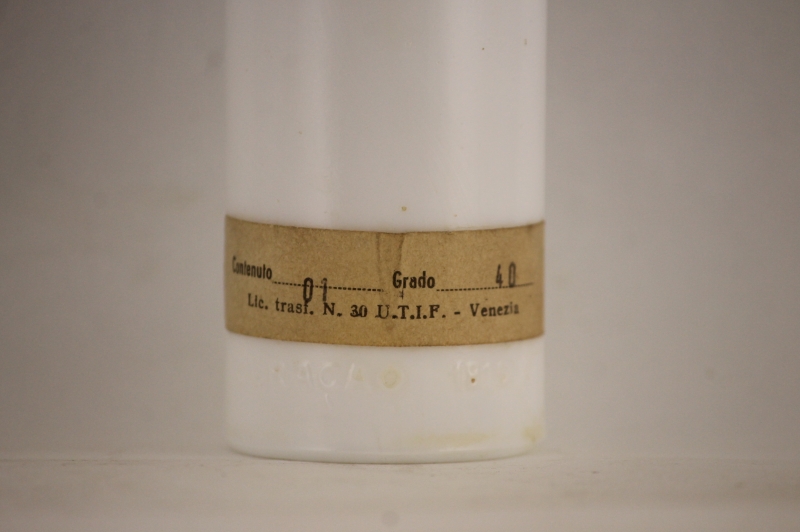 Contenuto 01 Grado 40
Lic. trasf. N. 30 U.T.I.F. - Venezia